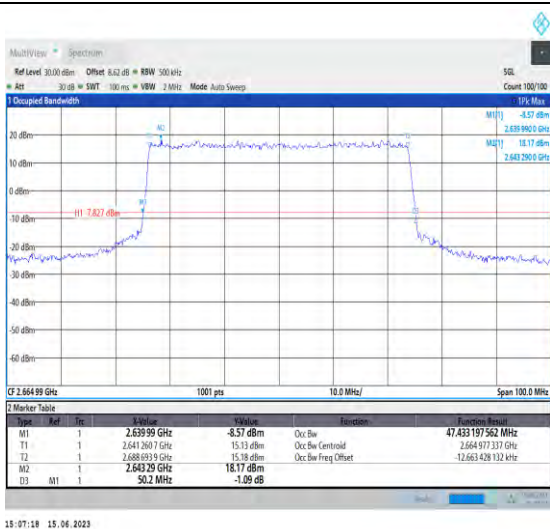 MultiView Spectrum
Ref Level 30.00 dBm Offset 8.62 dB RBW 500 kHz SGL
Att 30 dB SWT 100 ms VBW 2 MHz Mode Auto Sweep Count 100/100
1 Occupied Bandwidth 1Pk Max
M1[1] -8.57 dBm
2.639 990 0 GHz
M2[1] 18.17 dBm
2.643 290 0 GHz
M2
T1
T2
20 dBm
10 dBm
0 dBm
M1
H1 -7.827 dBm
D3
-10 dBm
-20 dBm
-30 dBm
-40 dBm
-50 dBm
-60 dBm
CF 2.664 99 GHz 1001 pts 10.0 MHz/ Span 100.0 MHz
2 Marker Table
Type Ref Trc X-Value Y-Value Function Function Result
M1 1 2.639 99 GHz -8.57 dBm Occ Bw 47.433 197 562 MHz
T1 1 2.641 260 7 GHz 15.13 dBm Occ Bw Centroid 2.664 977 337 GHz
T2 1 2.688 693 9 GHz 15.18 dBm Occ Bw Freq Offset -12.663 428 132 kHz
M2 1 2.643 29 GHz 18.17 dBm
D3 M1 1 50.2 MHz -1.09 dB
15:07:18 15.06.2023